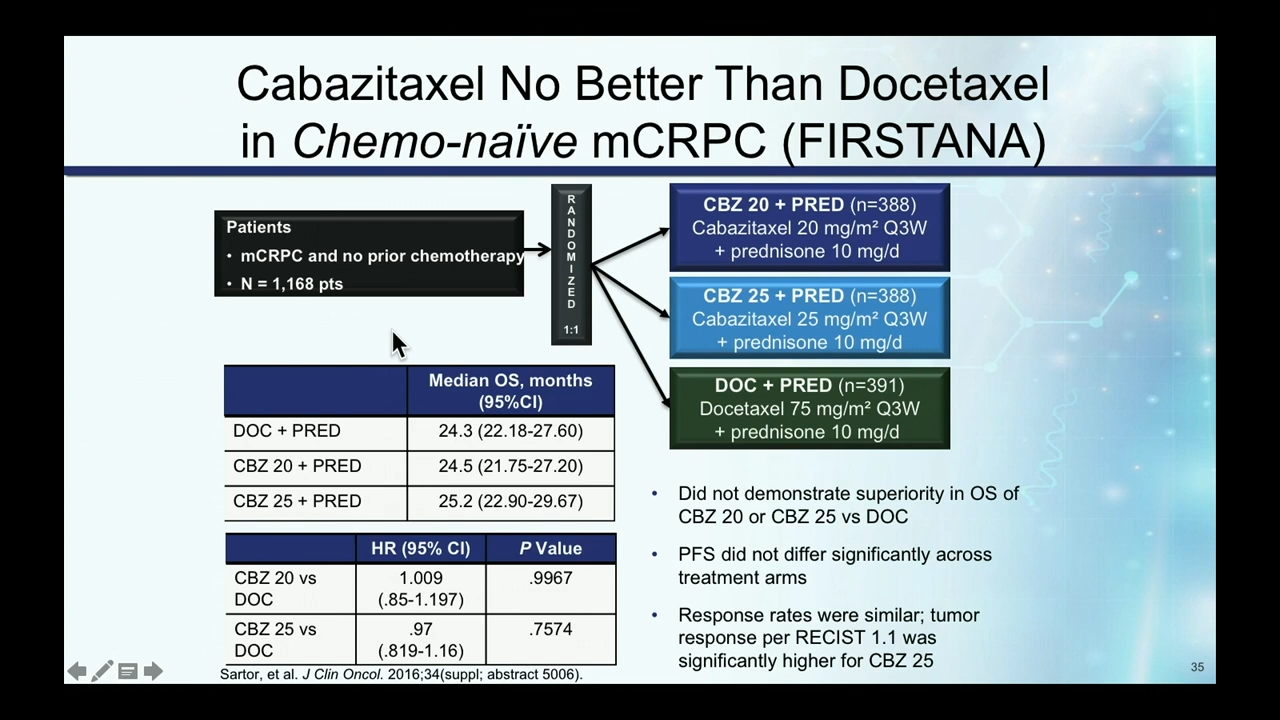 Cabazitaxel No Better Than Docetaxel
in Chemo-naïve mCRPC (FIRSTANA)
Patients
• mCRPC and no prior chemotherapy
• N = 1,168 pts
RANDOMIZED
1:1
CBZ 20 + PRED (n=388)
Cabazitaxel 20 mg/m² Q3W
+ prednisone 10 mg/d
CBZ 25 + PRED (n=388)
Cabazitaxel 25 mg/m² Q3W
+ prednisone 10 mg/d
DOC + PRED (n=391)
Docetaxel 75 mg/m² Q3W
+ prednisone 10 mg/d
Median OS, months
(95%CI)
DOC + PRED 24.3 (22.18-27.60)
CBZ 20 + PRED 24.5 (21.75-27.20)
CBZ 25 + PRED 25.2 (22.90-29.67)
HR (95% CI) P Value
CBZ 20 vs 1.009 .9967
DOC (.85-1.197)
CBZ 25 vs .97 .7574
DOC (.819-1.16)
• Did not demonstrate superiority in OS of
CBZ 20 or CBZ 25 vs DOC
• PFS did not differ significantly across
treatment arms
• Response rates were similar; tumor
response per RECIST 1.1 was
significantly higher for CBZ 25
Sartor, et al. J Clin Oncol. 2016;34(suppl; abstract 5006).
35